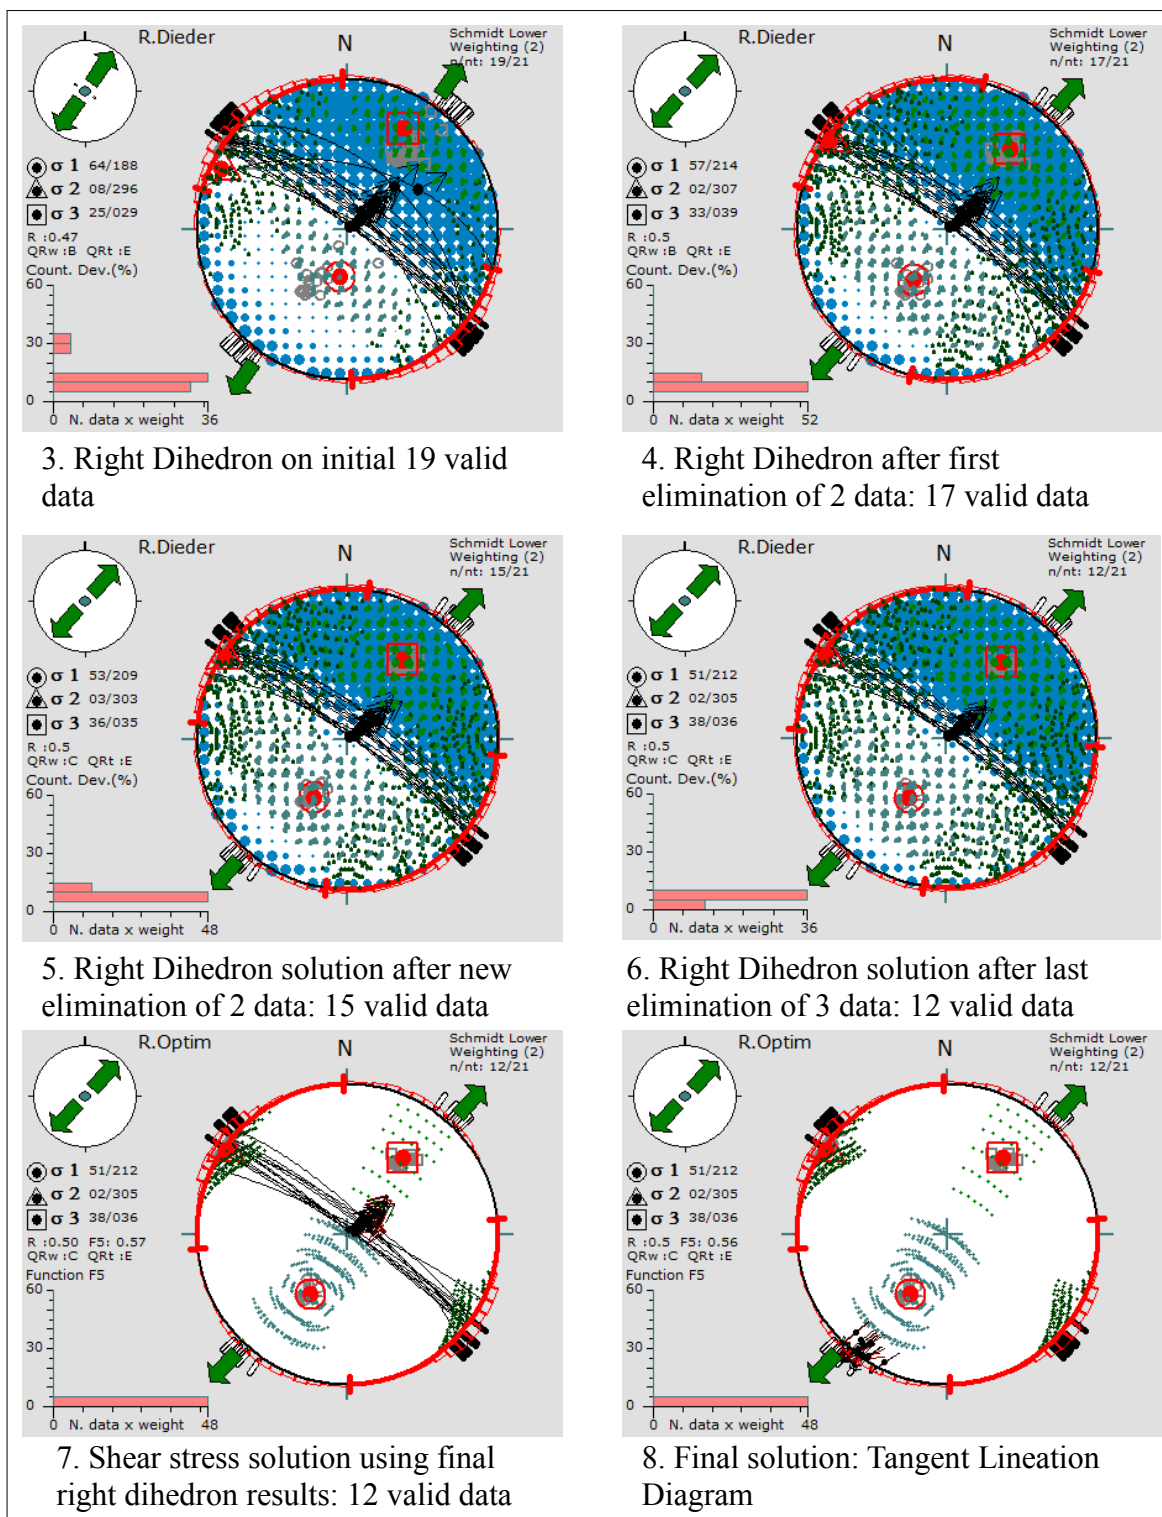 R.Dieder
N
Schmidt Lower
Weighting (2)
n/nt: 19/21
σ 1 64/188
σ 2 08/296
σ 3 25/029
R :0.47
QRw :B QRt :E
Count. Dev.(%)
60
30
0
0 N. data x weight 36
3. Right Dihedron on initial 19 valid
data
R.Dieder
N
Schmidt Lower
Weighting (2)
n/nt: 17/21
σ 1 57/214
σ 2 02/307
σ 3 33/039
R :0.5
QRw :B QRt :E
Count. Dev.(%)
60
30
0
0 N. data x weight 52
4. Right Dihedron after first
elimination of 2 data: 17 valid data
R.Dieder
N
Schmidt Lower
Weighting (2)
n/nt: 15/21
σ 1 53/209
σ 2 03/303
σ 3 36/035
R :0.5
QRw :C QRt :E
Count. Dev.(%)
60
30
0
0 N. data x weight 48
5. Right Dihedron solution after new
elimination of 2 data: 15 valid data
R.Dieder
N
Schmidt Lower
Weighting (2)
n/nt: 12/21
σ 1 51/212
σ 2 02/305
σ 3 38/036
R :0.5
QRw :C QRt :E
Count. Dev.(%)
60
30
0
0 N. data x weight 36
6. Right Dihedron solution after last
elimination of 3 data: 12 valid data
R.Optim
N
Schmidt Lower
Weighting (2)
n/nt: 12/21
σ 1 51/212
σ 2 02/305
σ 3 38/036
R :0.50 F5: 0.57
QRw :C QRt :E
Function F5
60
30
0
0 N. data x weight 48
7. Shear stress solution using final
right dihedron results: 12 valid data
R.Optim
N
Schmidt Lower
Weighting (2)
n/nt: 12/21
σ 1 51/212
σ 2 02/305
σ 3 38/036
R :0.5 F5: 0.56
QRw :C QRt :E
Function F5
60
30
0
0 N. data x weight 48
8. Final solution: Tangent Lineation
Diagram